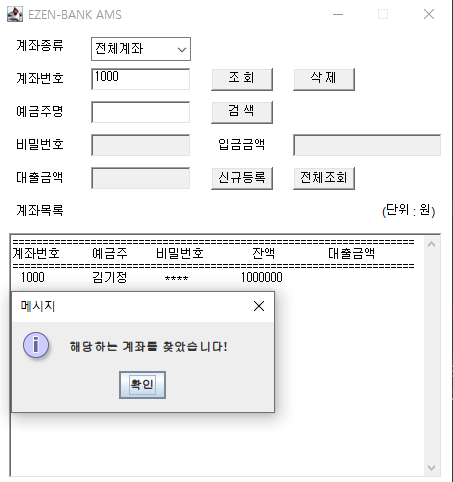 EZEN-BANK AMS
계좌종류 전체계좌
계좌번호 1000 조 회 삭 제
예금주명 검 색
비밀번호 입금금액
대출금액 신규등록 전체조회
계좌목록 (단위 : 원)
계좌번호 예금주 비밀번호 잔액 대출금액
1000 김기정 **** 1000000
메시지
해당하는 계좌를 찾았습니다!
확인